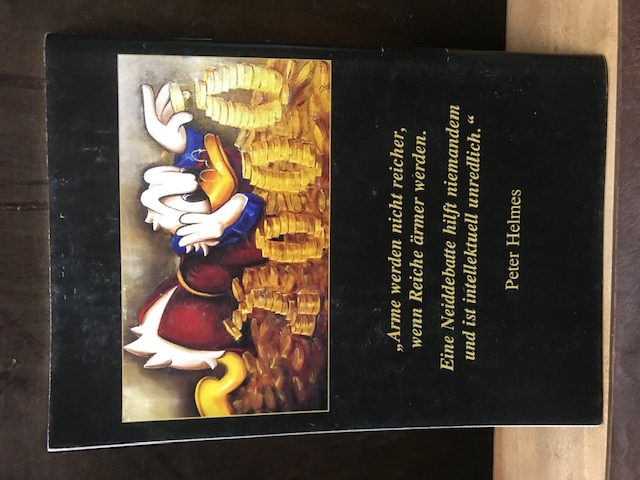 „Arme werden nicht reicher,
wenn Reiche ärmer werden.
Eine Neiddebatte hilft niemandem
und ist intellektuell unredlich.“
Peter Helmes